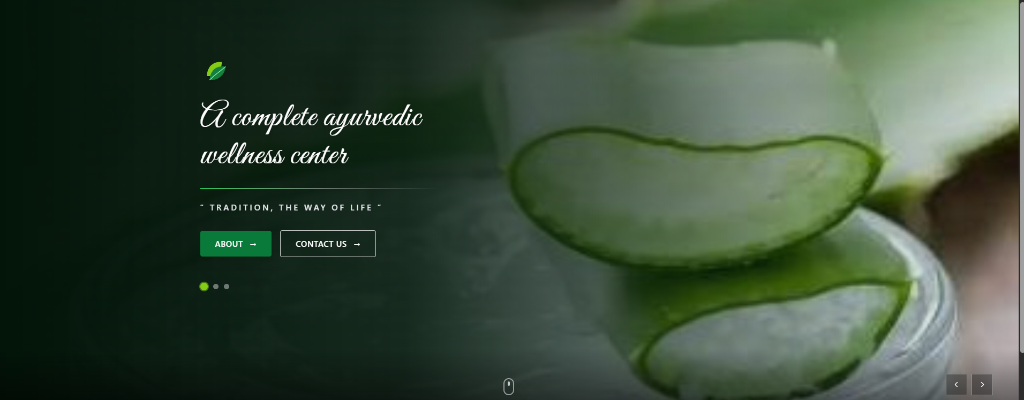 A complete ayurvedic
wellness center
" TRADITION, THE WAY OF LIFE "
ABOUT →
CONTACT US →